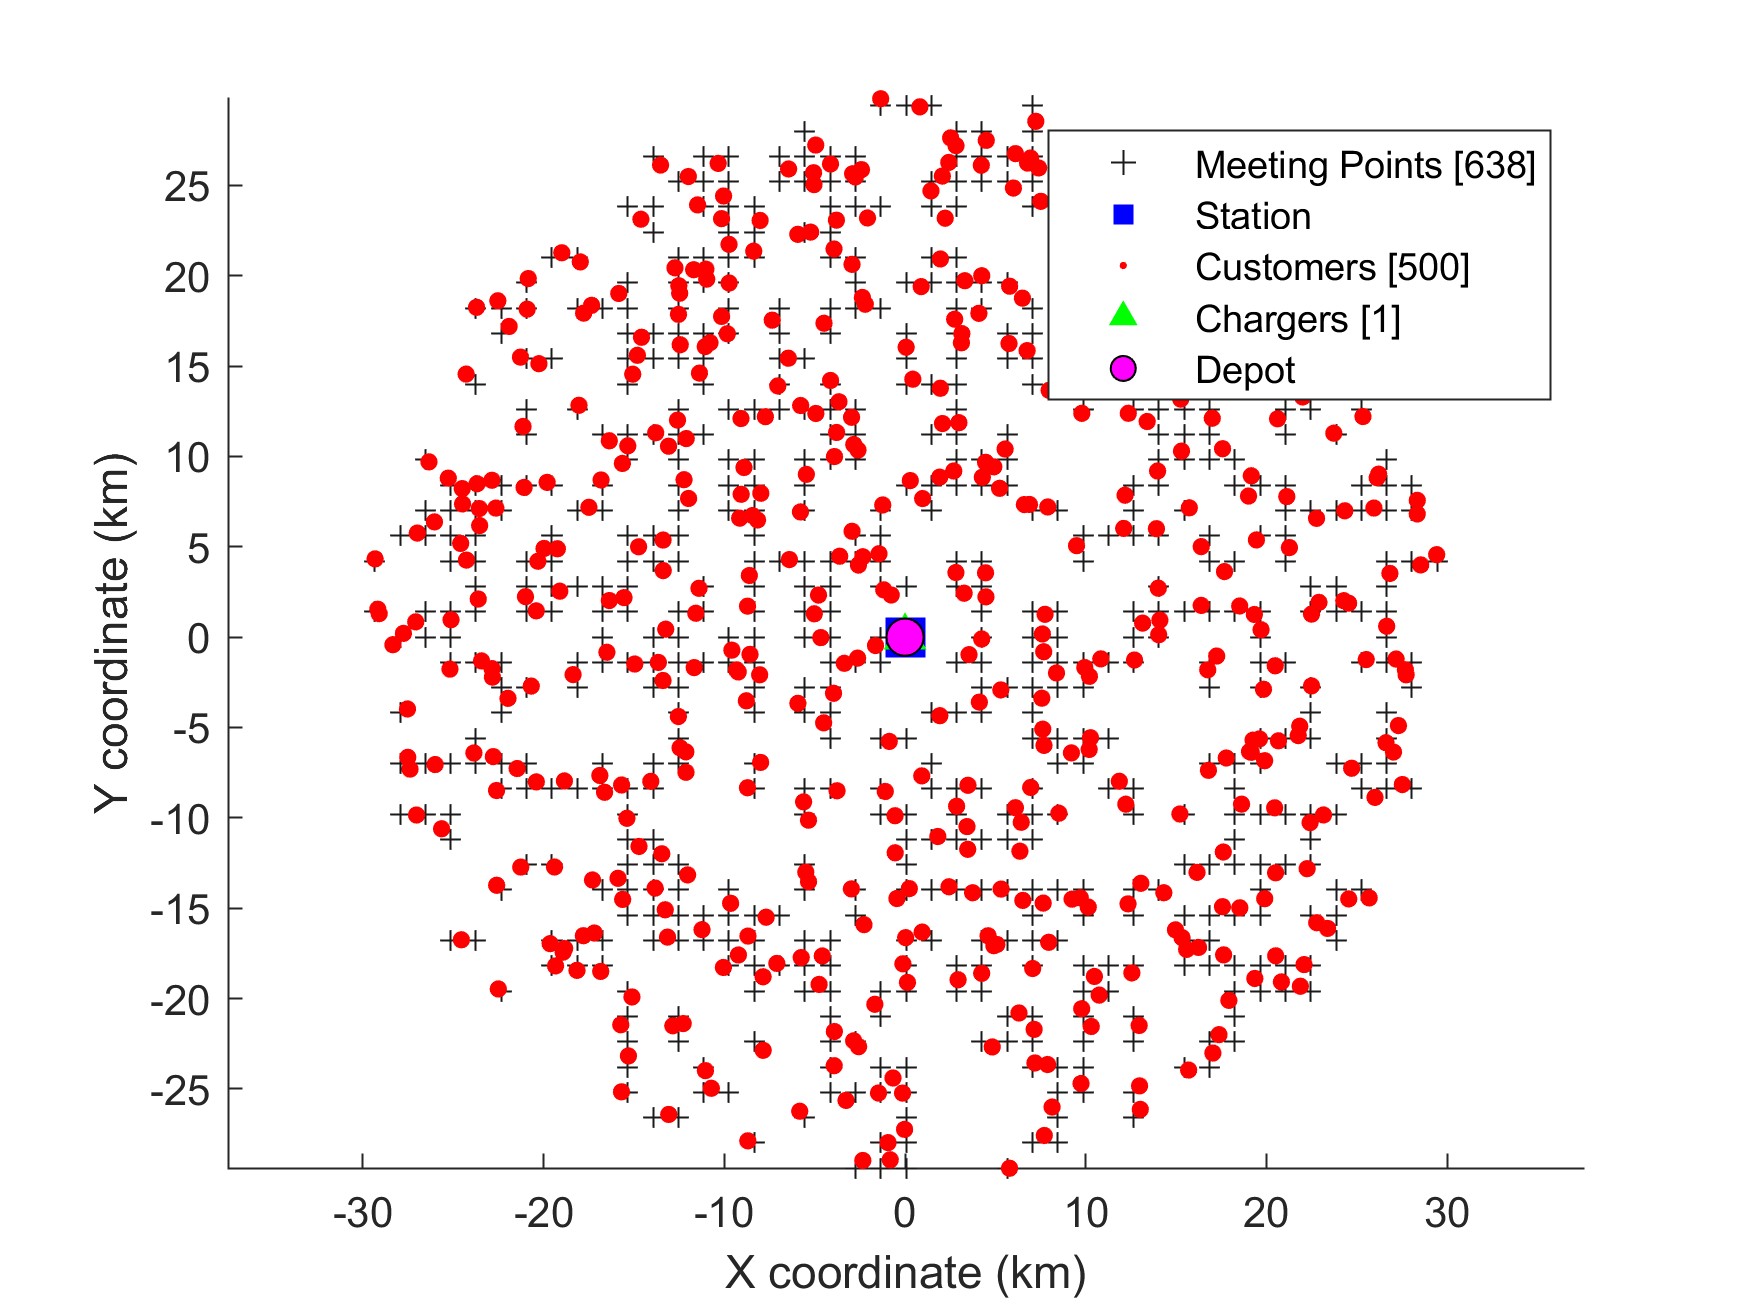 Meeting Points [638]
Station
Customers [500]
Chargers [1]
Depot
25
20
15
10
5
0
-5
-10
-15
-20
-25
Y coordinate (km)
-30
-20
-10
0
10
20
30
X coordinate (km)